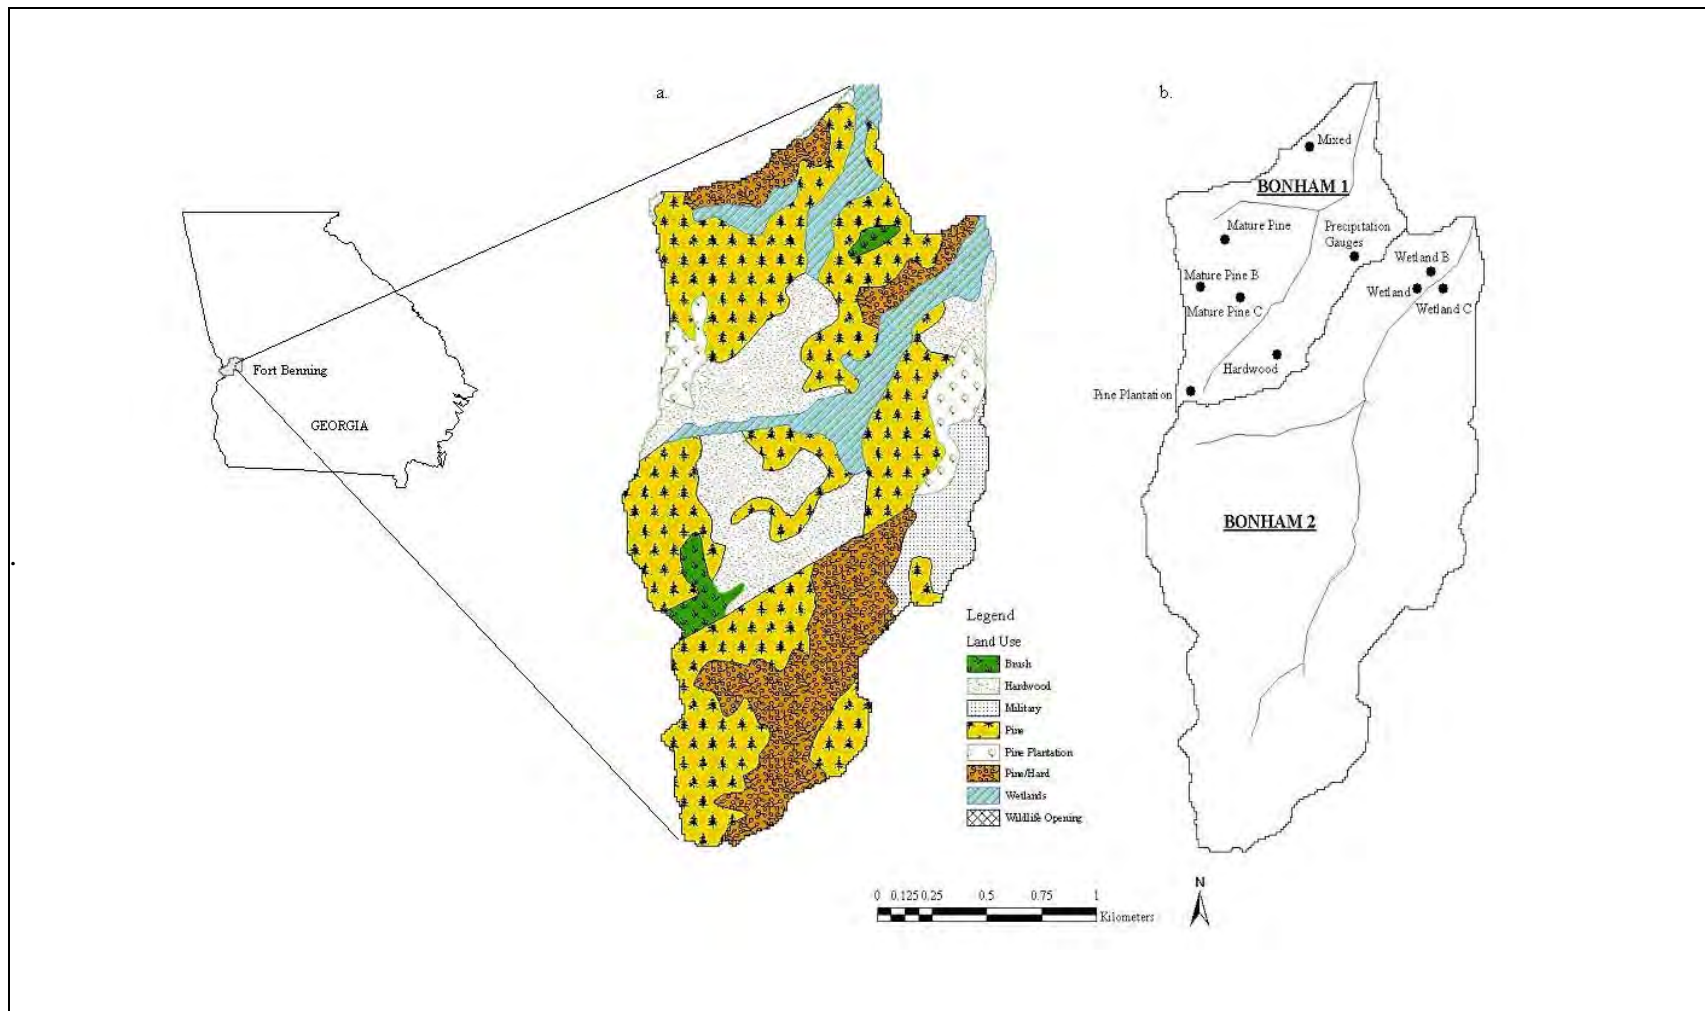 a.
b.
Mixed
BONHAM 1
Mature Pine
Precipitation
Gauges
Wetland B
Mature Pine B
Wetland
Mature Pine C
Wetland C
Hardwood
Pine Plantation
Fort Benning
GEORGIA
BONHAM 2
Legend
Land Use
Brush
Hardwood
Military
Pine
Pine Plantation
Pine/Hard
Wetlands
Wildlife Opening
0 0.125 0.25 0.5 0.75 1
Kilometers
N